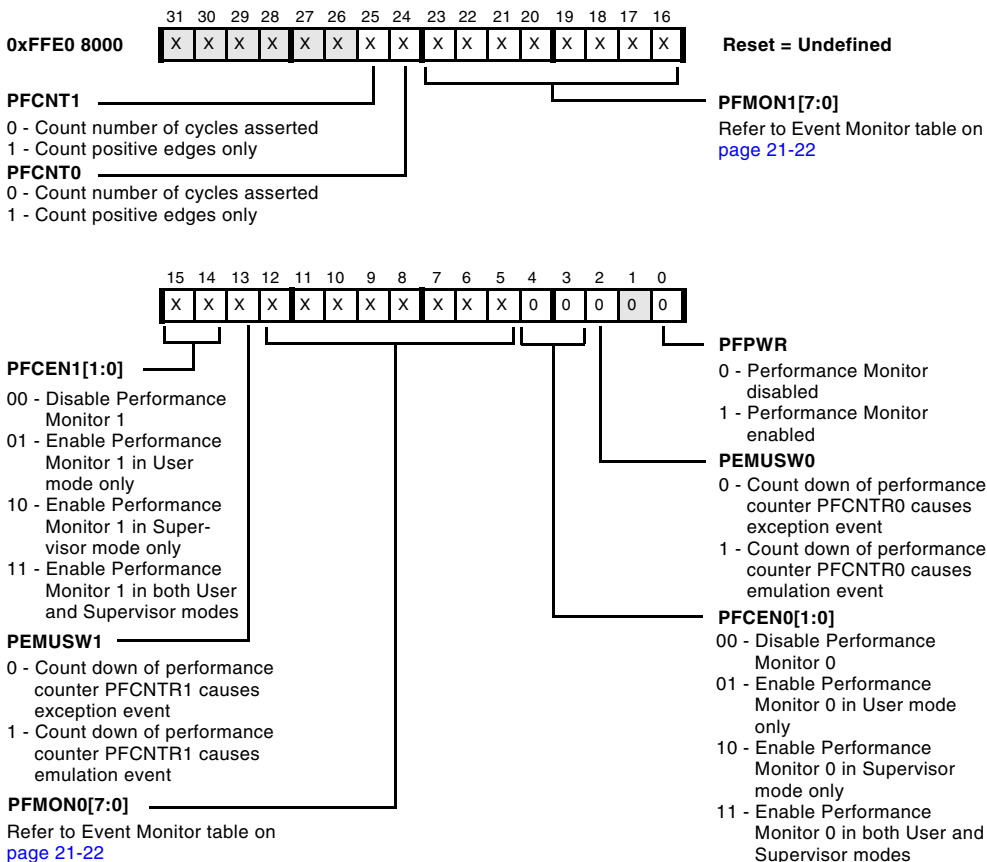 31 30 29 28 27 26 25 24 23 22 21 20 19 18 17 16
0xFFE0 8000
X X X X X X X X X X X X X X X X
Reset = Undefined
PFCNT1
0 - Count number of cycles asserted
1 - Count positive edges only
PFCNT0
0 - Count number of cycles asserted
1 - Count positive edges only
PFMON1[7:0]
Refer to Event Monitor table on
page 21-22
15 14 13 12 11 10 9 8 7 6 5 4 3 2 1 0
X X X X X X X X X X X 0 0 0 0 0
PFCEN1[1:0]
00 - Disable Performance
Monitor 1
01 - Enable Performance
Monitor 1 in User
mode only
10 - Enable Performance
Monitor 1 in Super-
visor mode only
11 - Enable Performance
Monitor 1 in both User
and Supervisor modes
PEMUSW1
0 - Count down of performance
counter PFCNTR1 causes
exception event
1 - Count down of performance
counter PFCNTR1 causes
emulation event
PFMON0[7:0]
Refer to Event Monitor table on
page 21-22
PFPWR
0 - Performance Monitor
disabled
1 - Performance Monitor
enabled
PEMUSW0
0 - Count down of performance
counter PFCNTR0 causes
exception event
1 - Count down of performance
counter PFCNTR0 causes
emulation event
PFCEN0[1:0]
00 - Disable Performance
Monitor 0
01 - Enable Performance
Monitor 0 in User mode
only
10 - Enable Performance
Monitor 0 in Supervisor
mode only
11 - Enable Performance
Monitor 0 in both User and
Supervisor modes